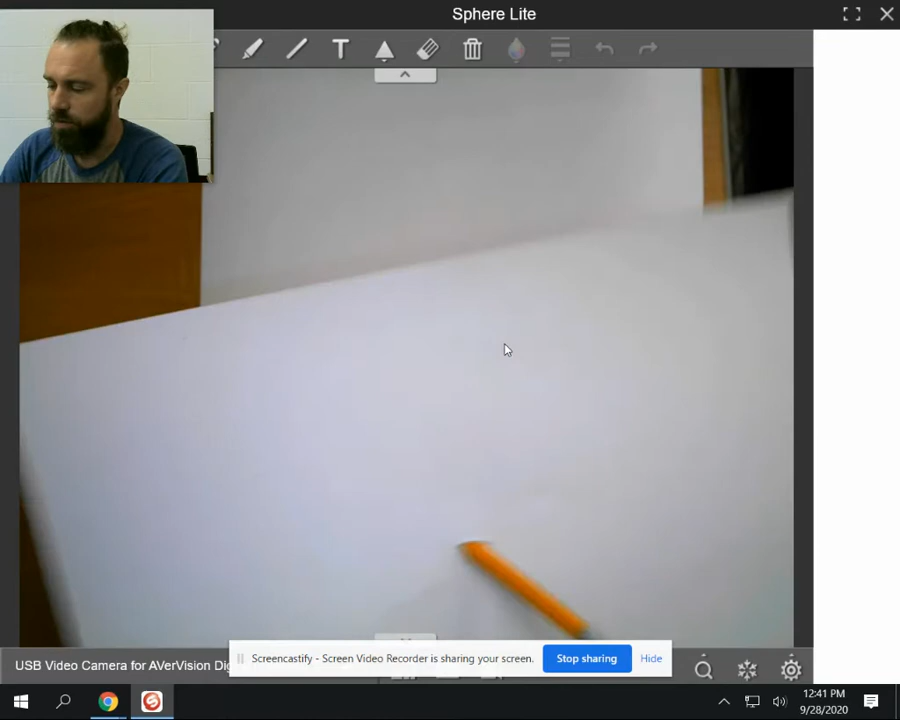 Sphere Lite
T
USB Video Camera for AVerVision Dig
Screencastify - Screen Video Recorder is sharing your screen.
Stop sharing
Hide
12:41 PM
9/28/2020